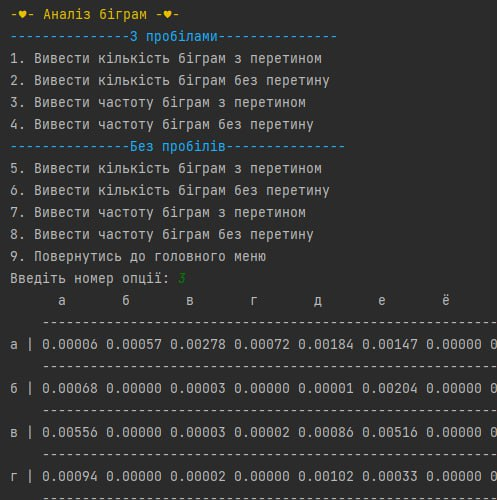 -♥- Аналіз біграм -♥-
---------------З пробілами---------------
1. Вивести кількість біграм з перетином
2. Вивести кількість біграм без перетину
3. Вивести частоту біграм з перетином
4. Вивести частоту біграм без перетину
---------------Без пробілів---------------
5. Вивести кількість біграм з перетином
6. Вивести кількість біграм без перетину
7. Вивести частоту біграм з перетином
8. Вивести частоту біграм без перетину
9. Повернутись до головного меню
Введіть номер опції: 3
а б в г д е ё
---------------------------------------------------------
а | 0.00006 0.00057 0.00278 0.00072 0.00184 0.00147 0.00000 0
---------------------------------------------------------
б | 0.00068 0.00000 0.00003 0.00000 0.00001 0.00204 0.00000 0
---------------------------------------------------------
в | 0.00556 0.00000 0.00003 0.00002 0.00086 0.00516 0.00000 0
---------------------------------------------------------
г | 0.00094 0.00000 0.00002 0.00000 0.00102 0.00033 0.00000 0
---------------------------------------------------------